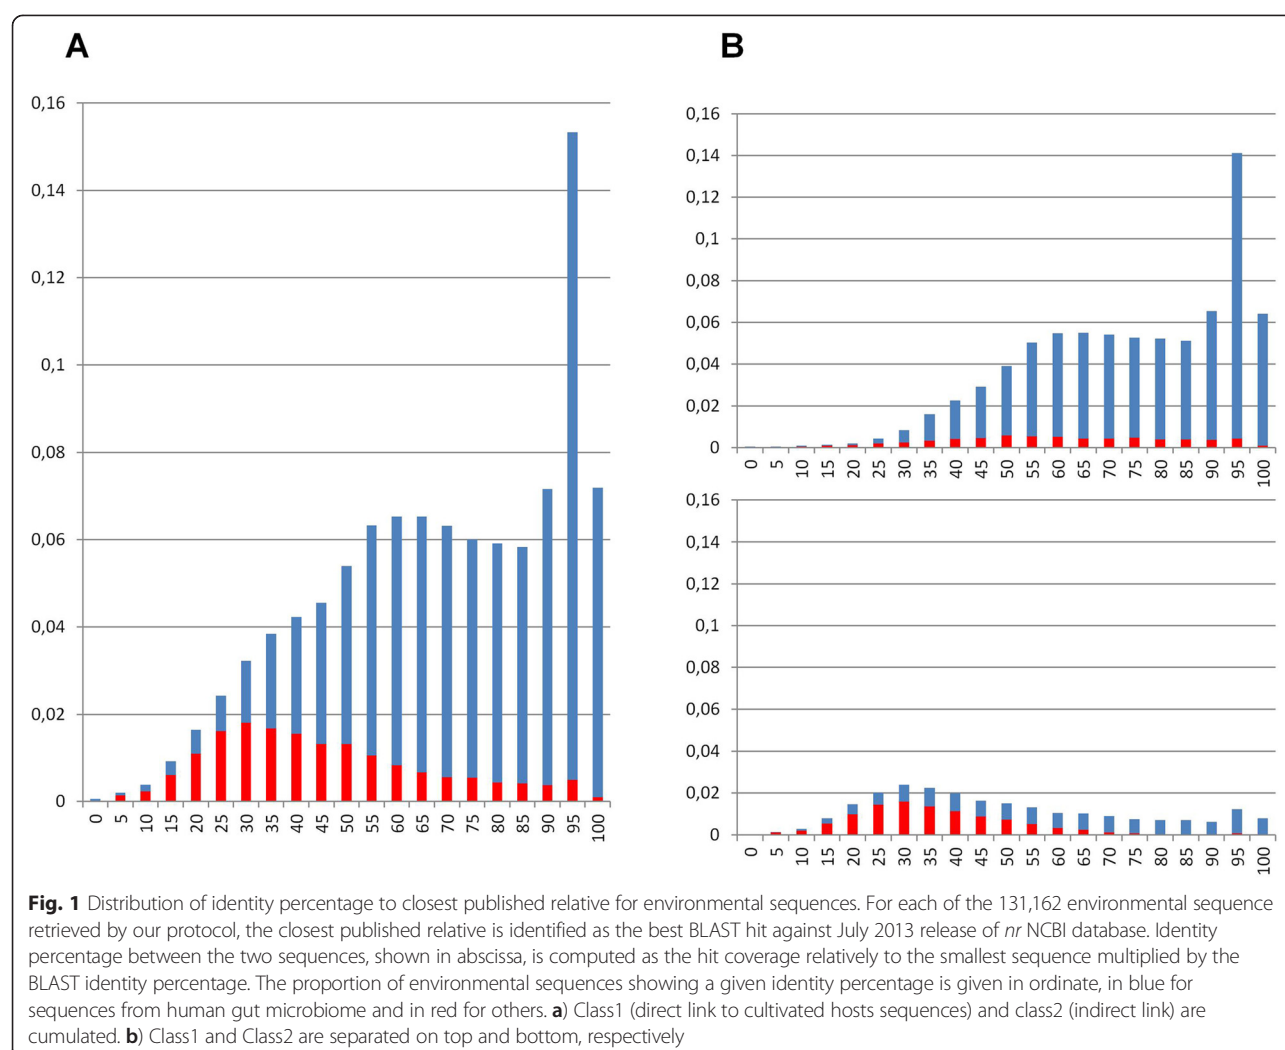 A
B
0,16
0,14
0,12
0,1
0,08
0,06
0,04
0,02
0
0 5 10 15 20 25 30 35 40 45 50 55 60 65 70 75 80 85 90 95 100
0,16
0,14
0,12
0,1
0,08
0,06
0,04
0,02
0
0 5 10 15 20 25 30 35 40 45 50 55 60 65 70 75 80 85 90 95 100
0,16
0,14
0,12
0,1
0,08
0,06
0,04
0,02
0
0 5 10 15 20 25 30 35 40 45 50 55 60 65 70 75 80 85 90 95 100
Fig. 1 Distribution of identity percentage to closest published relative for environmental sequences. For each of the 131,162 environmental sequence
retrieved by our protocol, the closest published relative is identified as the best BLAST hit against July 2013 release of nr NCBI database. Identity
percentage between the two sequences, shown in abscissa, is computed as the hit coverage relatively to the smallest sequence multiplied by the
BLAST identity percentage. The proportion of environmental sequences showing a given identity percentage is given in ordinate, in blue for
sequences from human gut microbiome and in red for others. a) Class1 (direct link to cultivated hosts sequences) and class2 (indirect link) are
cumulated. b) Class1 and Class2 are separated on top and bottom, respectively